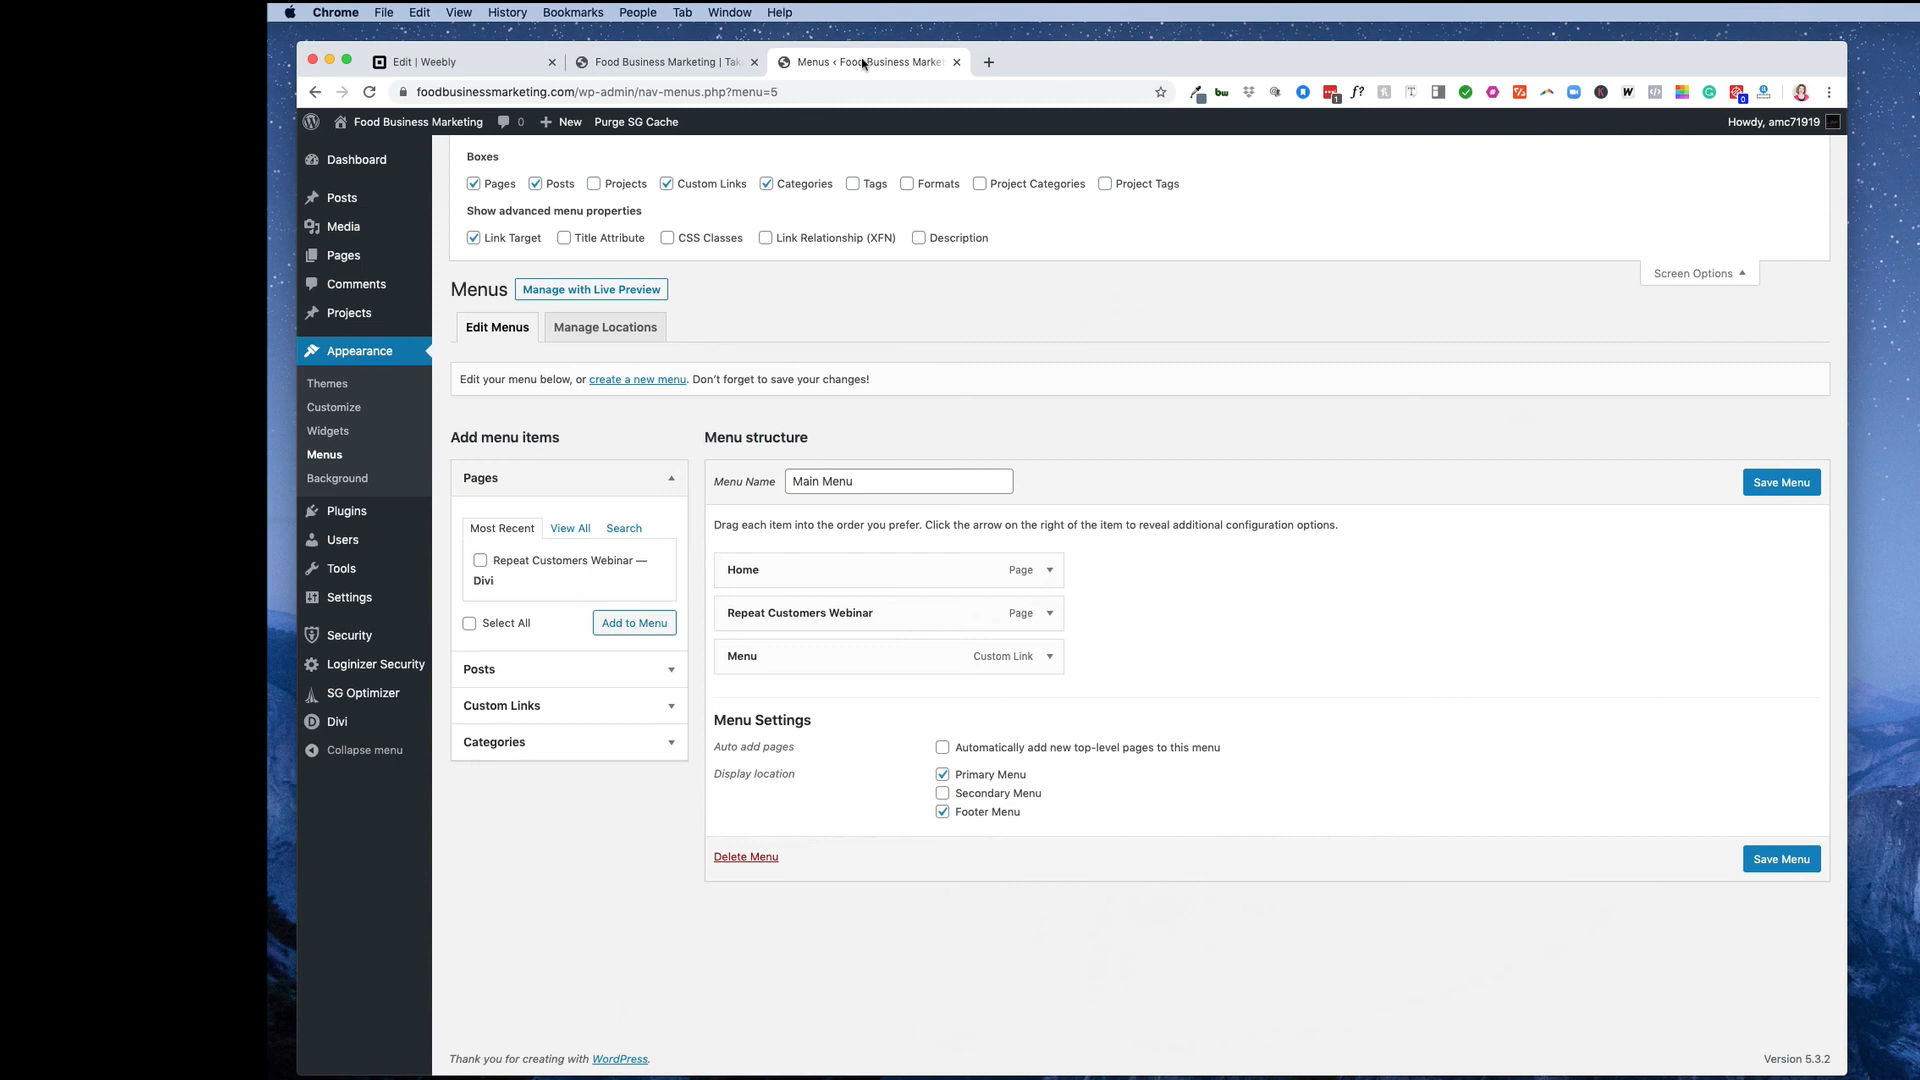 Chrome File Edit View History Bookmarks People Tab Window Help
Edit | Weebly
Food Business Marketing | Tak
Menus ‹ Food Business Market
foodbusinessmarketing.com/wp-admin/nav-menus.php?menu=5
Food Business Marketing 0 New Purge SG Cache Howdy, amc71919
Dashboard
Posts
Media
Pages
Comments
Projects
Appearance
Themes
Customize
Widgets
Menus
Background
Plugins
Users
Tools
Settings
Security
Loginizer Security
SG Optimizer
Divi
Collapse menu
Boxes
Pages Posts Projects Custom Links Categories Tags Formats Project Categories Project Tags
Show advanced menu properties
Link Target Title Attribute CSS Classes Link Relationship (XFN) Description
Screen Options
Menus Manage with Live Preview
Edit Menus Manage Locations
Edit your menu below, or create a new menu. Don't forget to save your changes!
Add menu items
Pages
Most Recent View All Search
Repeat Customers Webinar —
Divi
Select All Add to Menu
Posts
Custom Links
Categories
Menu structure
Menu Name Main Menu Save Menu
Drag each item into the order you prefer. Click the arrow on the right of the item to reveal additional configuration options.
Home Page
Repeat Customers Webinar Page
Menu Custom Link
Menu Settings
Auto add pages Automatically add new top-level pages to this menu
Display location Primary Menu
Secondary Menu
Footer Menu
Delete Menu Save Menu
Thank you for creating with WordPress. Version 5.3.2